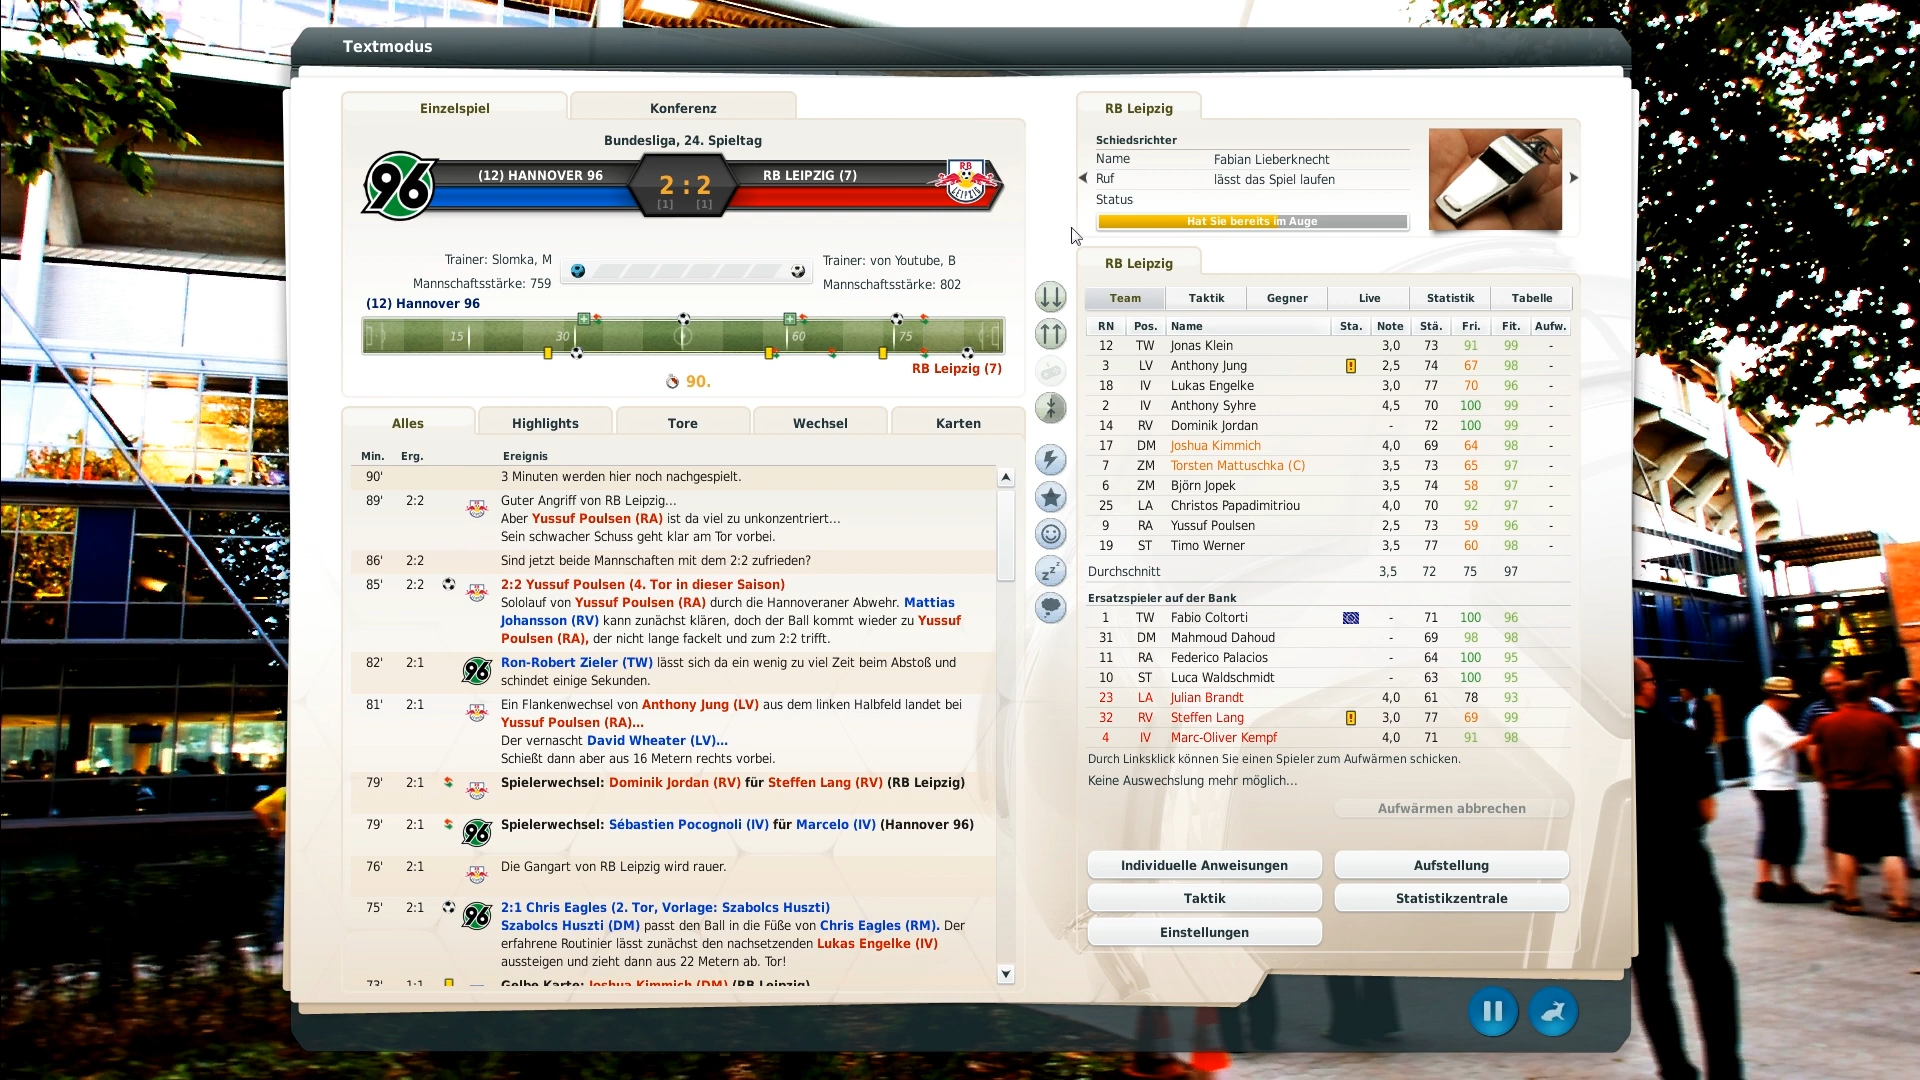 Textmodus
Einzelspiel
Konferenz
Bundesliga, 24. Spieltag
96
(12) HANNOVER 96
2 : 2
[1] [1]
RB LEIPZIG (7)
RB
LEIPZIG
Trainer: Slomka, M
Mannschaftsstärke: 759
Trainer: von Youtube, B
Mannschaftsstärke: 802
(12) Hannover 96
15 30 60 75
RB Leipzig (7)
90.
Alles
Highlights
Tore
Wechsel
Karten
Min. Erg. Ereignis
90' 3 Minuten werden hier noch nachgespielt.
89' 2:2 Guter Angriff von RB Leipzig...
Aber Yussuf Poulsen (RA) ist da viel zu unkonzentriert...
Sein schwacher Schuss geht klar am Tor vorbei.
86' 2:2 Sind jetzt beide Mannschaften mit dem 2:2 zufrieden?
85' 2:2 2:2 Yussuf Poulsen (4. Tor in dieser Saison)
Sololauf von Yussuf Poulsen (RA) durch die Hannoveraner Abwehr. Mattias
Johansson (RV) kann zunächst klären, doch der Ball kommt wieder zu Yussuf
Poulsen (RA), der nicht lange fackelt und zum 2:2 trifft.
82' 2:1 96 Ron-Robert Zieler (TW) lässt sich da ein wenig zu viel Zeit beim Abstoß und
schindet einige Sekunden.
81' 2:1 Ein Flankenwechsel von Anthony Jung (LV) aus dem linken Halbfeld landet bei
Yussuf Poulsen (RA)...
Der vernascht David Wheater (LV)...
Schießt dann aber aus 16 Metern rechts vorbei.
79' 2:1 Spielerwechsel: Dominik Jordan (RV) für Steffen Lang (RV) (RB Leipzig)
79' 2:1 96 Spielerwechsel: Sébastien Pocognoli (IV) für Marcelo (IV) (Hannover 96)
76' 2:1 Die Gangart von RB Leipzig wird rauer.
75' 2:1 96 2:1 Chris Eagles (2. Tor, Vorlage: Szabolcs Huszti)
Szabolcs Huszti (DM) passt den Ball in die Füße von Chris Eagles (RM). Der
erfahrene Routinier lässt zunächst den nachsetzenden Lukas Engelke (IV)
aussteigen und zieht dann aus 22 Metern ab. Tor!
73' 1:1 Gelbe Karte: Joshua Kimmich (DM) (RB Leipzig)
RB Leipzig
Schiedsrichter
Name Fabian Lieberknecht
Ruf lässt das Spiel laufen
Status
Hat Sie bereits im Auge
RB Leipzig
Team Taktik Gegner Live Statistik Tabelle
RN Pos. Name Sta. Note Stä. Fri. Fit. Aufw.
12 TW Jonas Klein 3,0 73 91 99 -
3 LV Anthony Jung 2,5 74 67 98 -
18 IV Lukas Engelke 3,0 77 70 96 -
2 IV Anthony Syhre 4,5 70 100 99 -
14 RV Dominik Jordan - 72 100 99 -
17 DM Joshua Kimmich 4,0 69 64 98 -
7 ZM Torsten Mattuschka (C) 3,5 73 65 97 -
6 ZM Björn Jopek 3,5 74 58 97 -
25 LA Christos Papadimitriou 4,0 70 92 97 -
9 RA Yussuf Poulsen 2,5 73 59 96 -
19 ST Timo Werner 3,5 77 60 98 -
Durchschnitt 3,5 72 75 97
Ersatzspieler auf der Bank
1 TW Fabio Coltorti - 71 100 96
31 DM Mahmoud Dahoud - 69 98 98
11 RA Federico Palacios - 64 100 95
10 ST Luca Waldschmidt - 63 100 95
23 LA Julian Brandt 4,0 61 78 93
32 RV Steffen Lang 3,0 77 69 99
4 IV Marc-Oliver Kempf 4,0 71 91 98
Durch Linksklick können Sie einen Spieler zum Aufwärmen schicken.
Keine Auswechslung mehr möglich...
Aufwärmen abbrechen
Individuelle Anweisungen
Aufstellung
Taktik
Statistikzentrale
Einstellungen